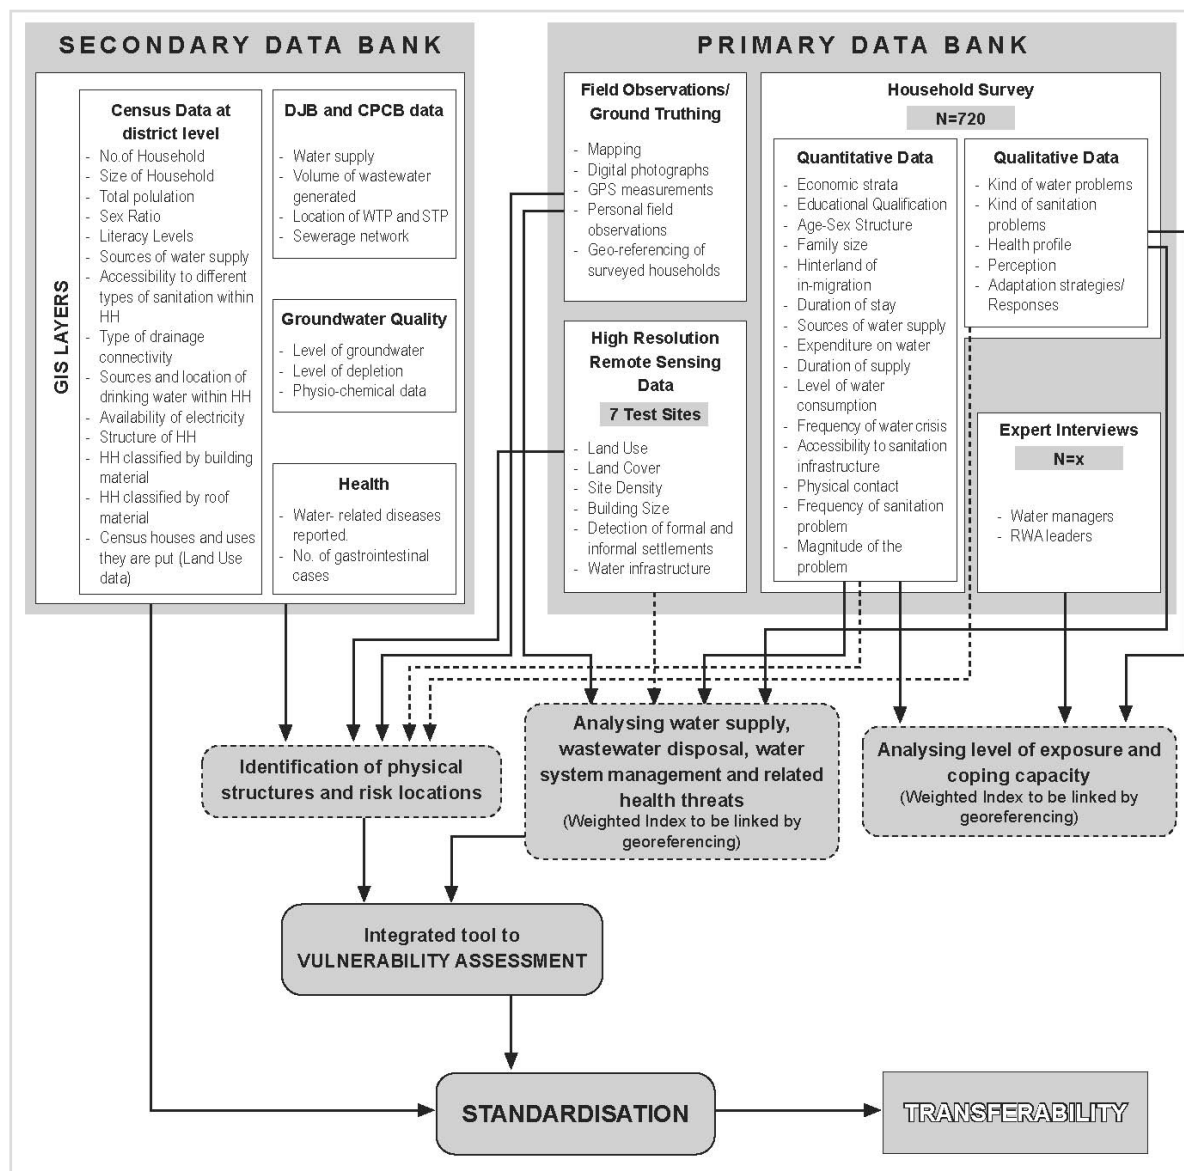 SECONDARY DATA BANK
GIS LAYERS
Census Data at
district level
- No.of Household
- Size of Household
- Total polulation
- Sex Ratio
- Literacy Levels
- Sources of water supply
- Accessibility to different
types of sanitation within
HH
- Type of drainage
connectivity
- Sources and location of
drinking water within HH
- Availability of electricity
- Structure of HH
- HH classified by building
material
- HH classified by roof
material
- Census houses and uses
they are put (Land Use
data)
DJB and CPCB data
- Water supply
- Volume of wastewater
generated
- Location of WTP and STP
- Sewerage network
Groundwater Quality
- Level of groundwater
- Level of depletion
- Physio-chemical data
Health
- Water- related diseases
reported.
- No. of gastrointestinal
cases
PRIMARY DATA BANK
Field Observations/
Ground Truthing
- Mapping
- Digital photographs
- GPS measurements
- Personal field
observations
- Geo-referencing of
surveyed households
High Resolution
Remote Sensing
Data
7 Test Sites
- Land Use
- Land Cover
- Site Density
- Building Size
- Detection of formal and
informal settlements
- Water infrastructure
Household Survey
N=720
Quantitative Data
- Economic strata
- Educational Qualification
- Age-Sex Structure
- Family size
- Hinterland of
in-migration
- Duration of stay
- Sources of water supply
- Expenditure on water
- Duration of supply
- Level of water
consumption
- Frequency of water crisis
- Accessibility to sanitation
infrastructure
- Physical contact
- Frequency of sanitation
problem
- Magnitude of the
problem
Qualitative Data
- Kind of water problems
- Kind of sanitation
problems
- Health profile
- Perception
- Adaptation strategies/
Responses
Expert Interviews
N=x
- Water managers
- RWA leaders
Identification of physical
structures and risk locations
Analysing water supply,
wastewater disposal, water
system management and related
health threats
(Weighted Index to be linked by
georeferencing)
Analysing level of exposure and
coping capacity
(Weighted Index to be linked by
georeferencing)
Integrated tool to
VULNERABILITY ASSESSMENT
STANDARDISATION
TRANSFERABILITY